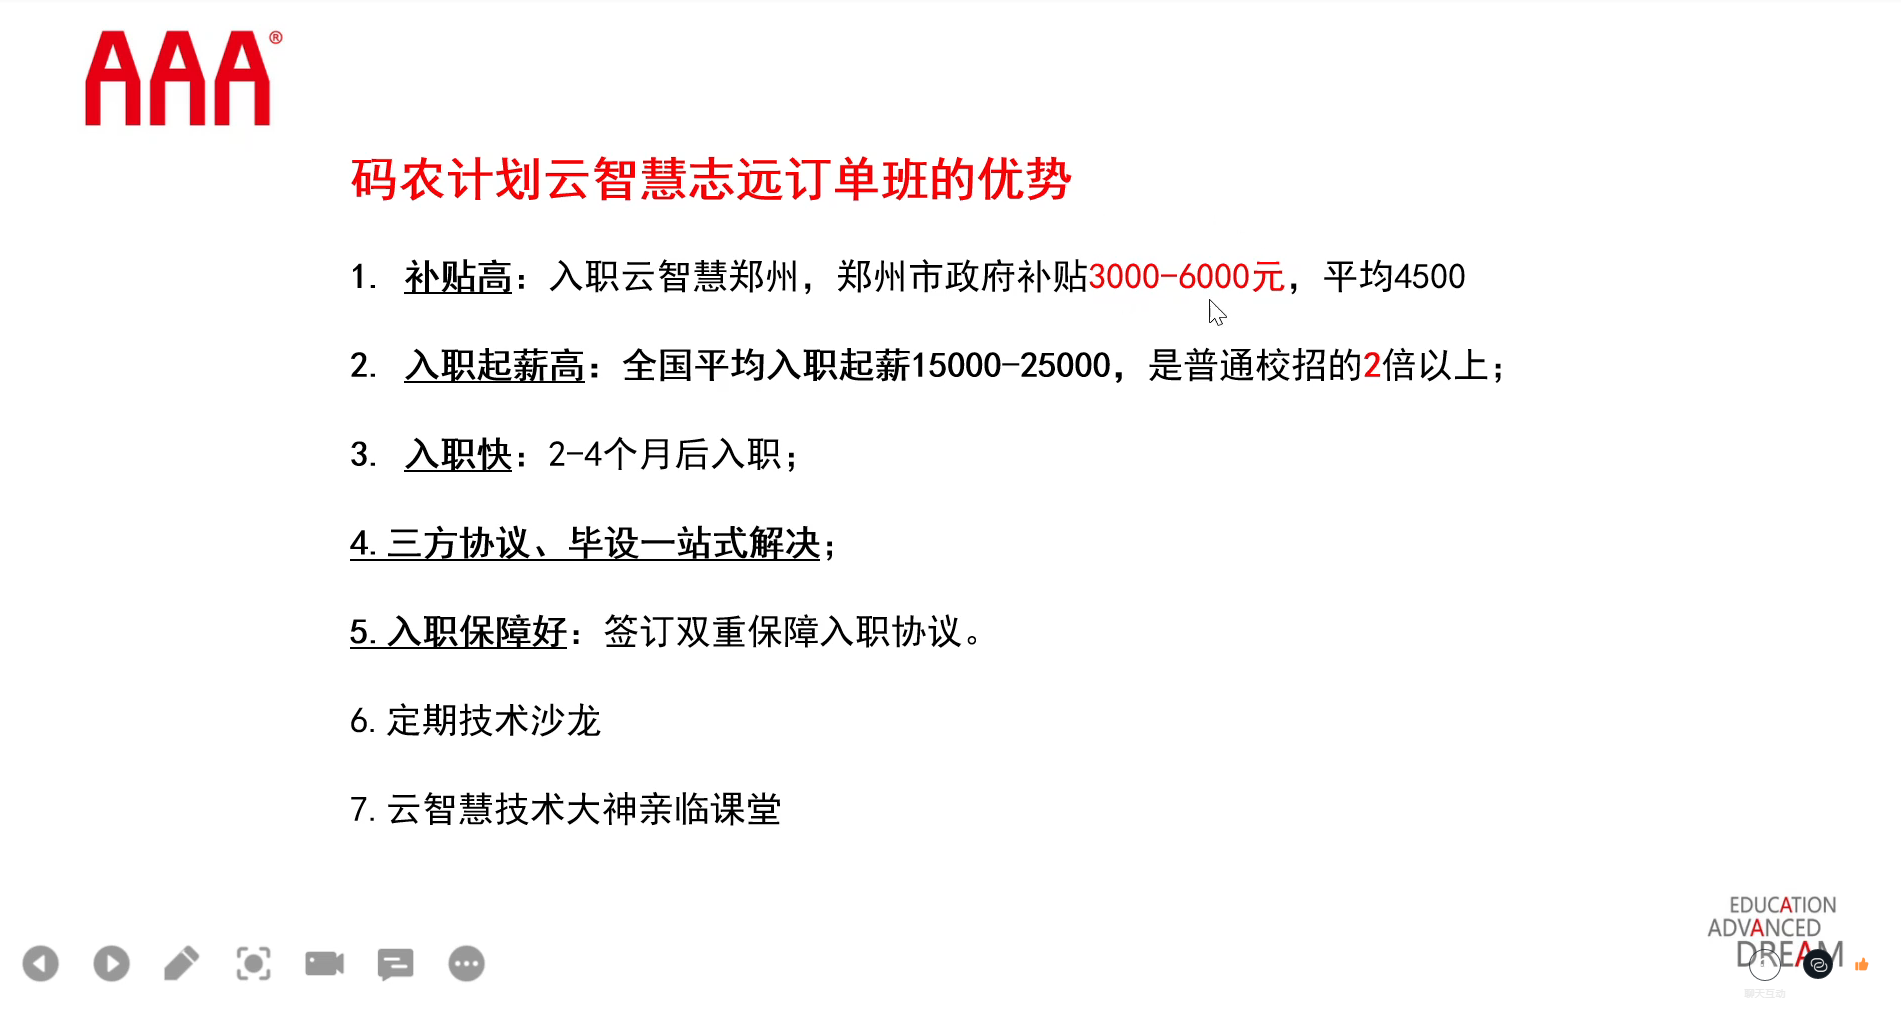 AAA®
码农计划云智慧志远订单班的优势
1. 补贴高：入职云智慧郑州，郑州市政府补贴3000-6000元，平均4500
2. 入职起薪高：全国平均入职起薪15000-25000，是普通校招的2倍以上；
3. 入职快：2-4个月后入职；
4.三方协议、毕设一站式解决；
5.入职保障好：签订双重保障入职协议。
6.定期技术沙龙
7.云智慧技术大神亲临课堂
EDUCATION
ADVANCED
DREAM
聊天互动